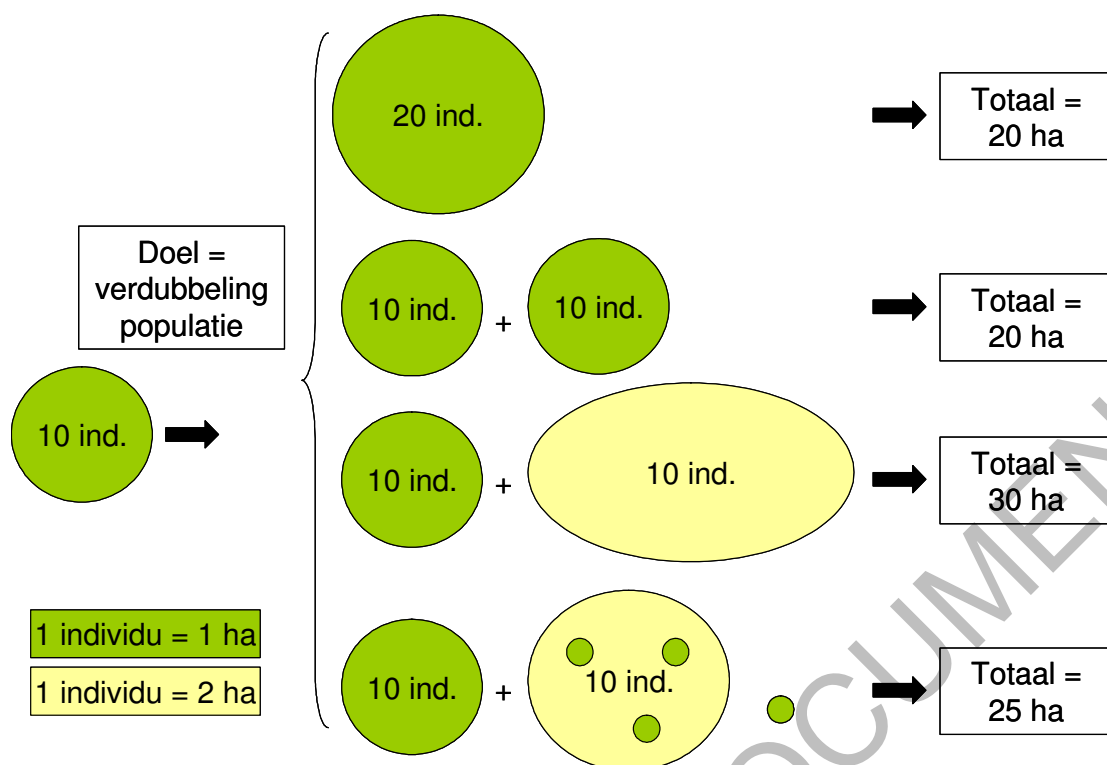 20 ind.
Totaal =
20 ha
Doel =
verdubbeling
populatie
10 ind.
+
10 ind.
Totaal =
20 ha
10 ind.
10 ind.
+
10 ind.
Totaal =
30 ha
1 individu = 1 ha
1 individu = 2 ha
10 ind.
+
10 ind.
Totaal =
25 ha